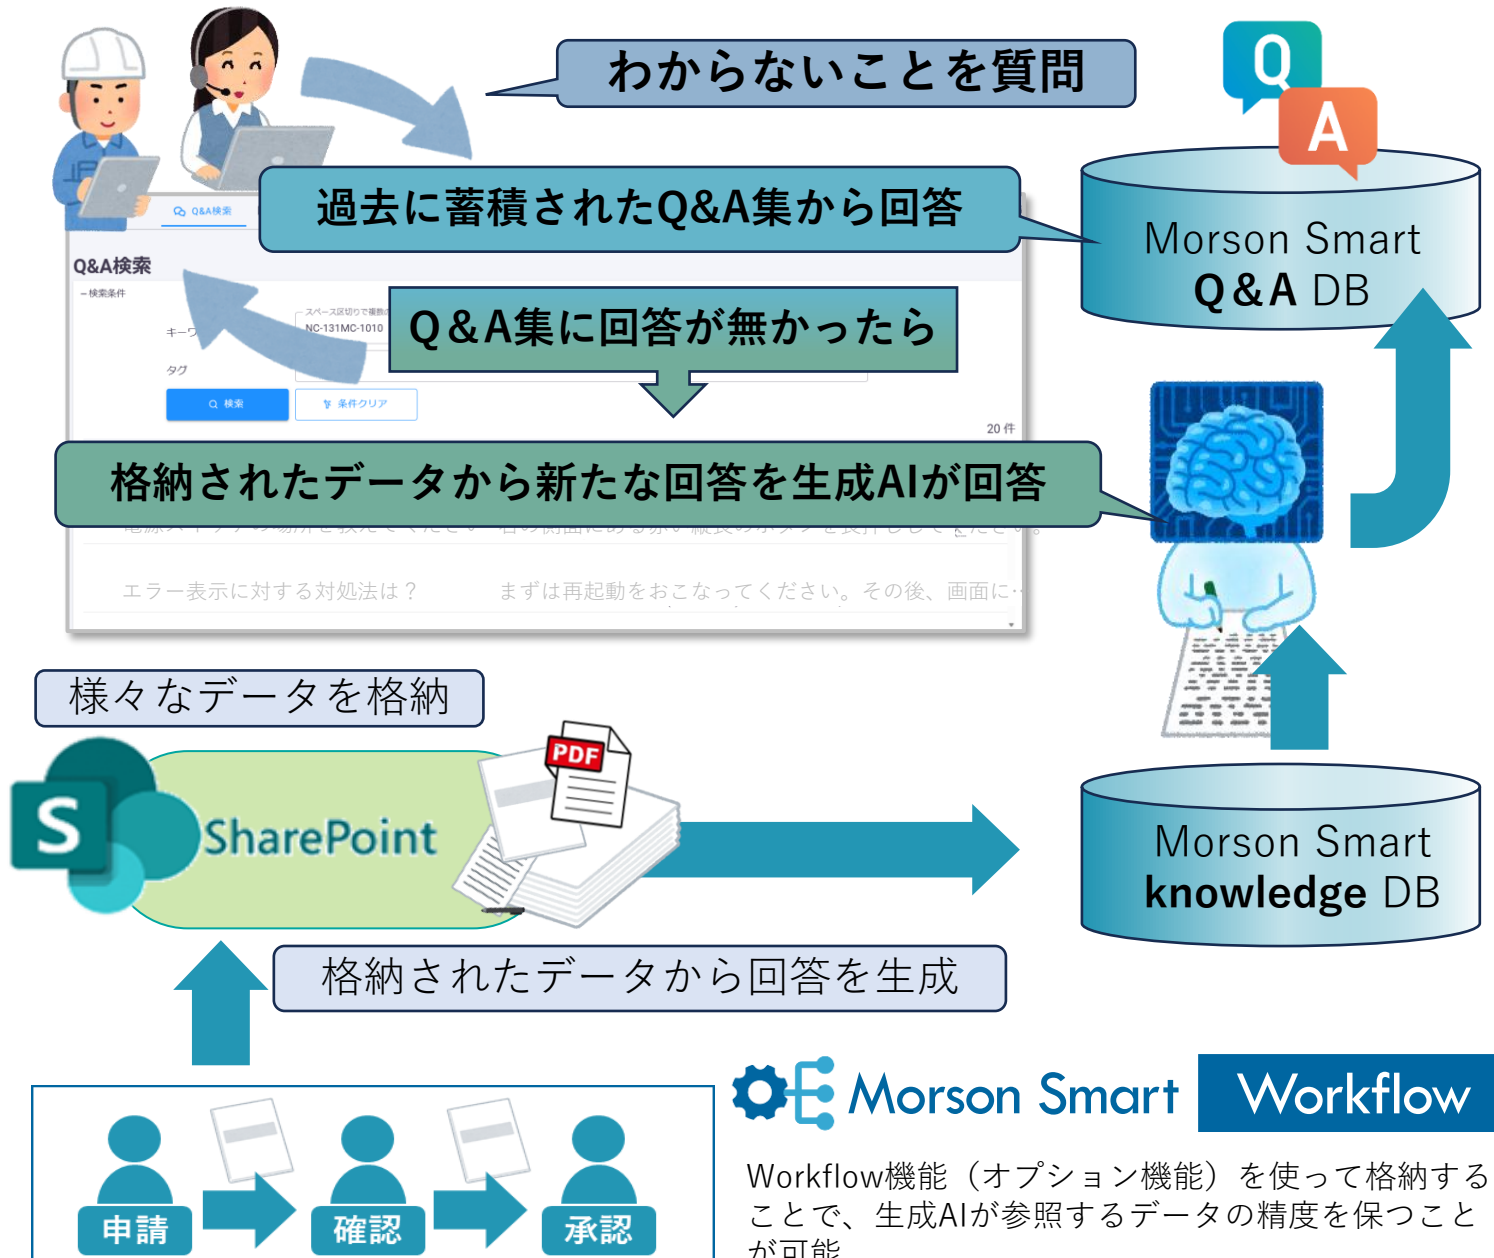 わからないことを質問
Q
A
過去に蓄積されたQ&A集から回答
Morson Smart
Q&A DB
Q&A検索
Q&A検索
− 検索条件
スペース区切りで複数の
NC-131MC-1010
Q&A集に回答が無かったら
タグ
検索
条件クリア
20 件
格納されたデータから新たな回答を生成AIが回答
エラー表示に対する対処法は？
まずは再起動をおこなってください。その後、画面に…
様々なデータを格納
PDF
S
SharePoint
Morson Smart
knowledge DB
格納されたデータから回答を生成
Morson Smart Workflow
申請
確認
承認
Workflow機能（オプション機能）を使って格納する
ことで、生成AIが参照するデータの精度を保つこと
が可能